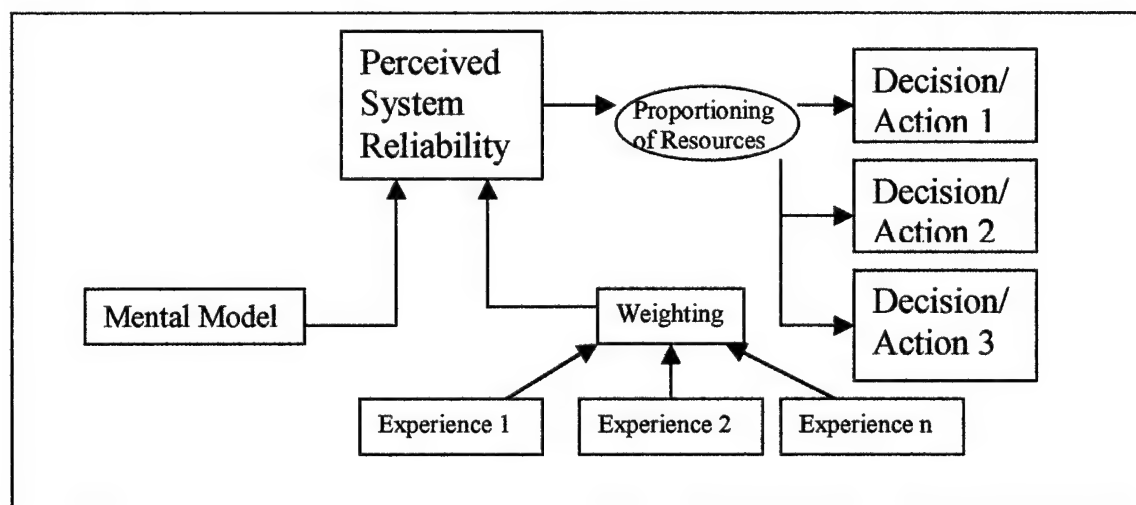 Perceived
System
Reliability
Proportioning
of Resources
Decision/
Action 1
Decision/
Action 2
Decision/
Action 3
Mental Model
Weighting
Experience 1
Experience 2
Experience n